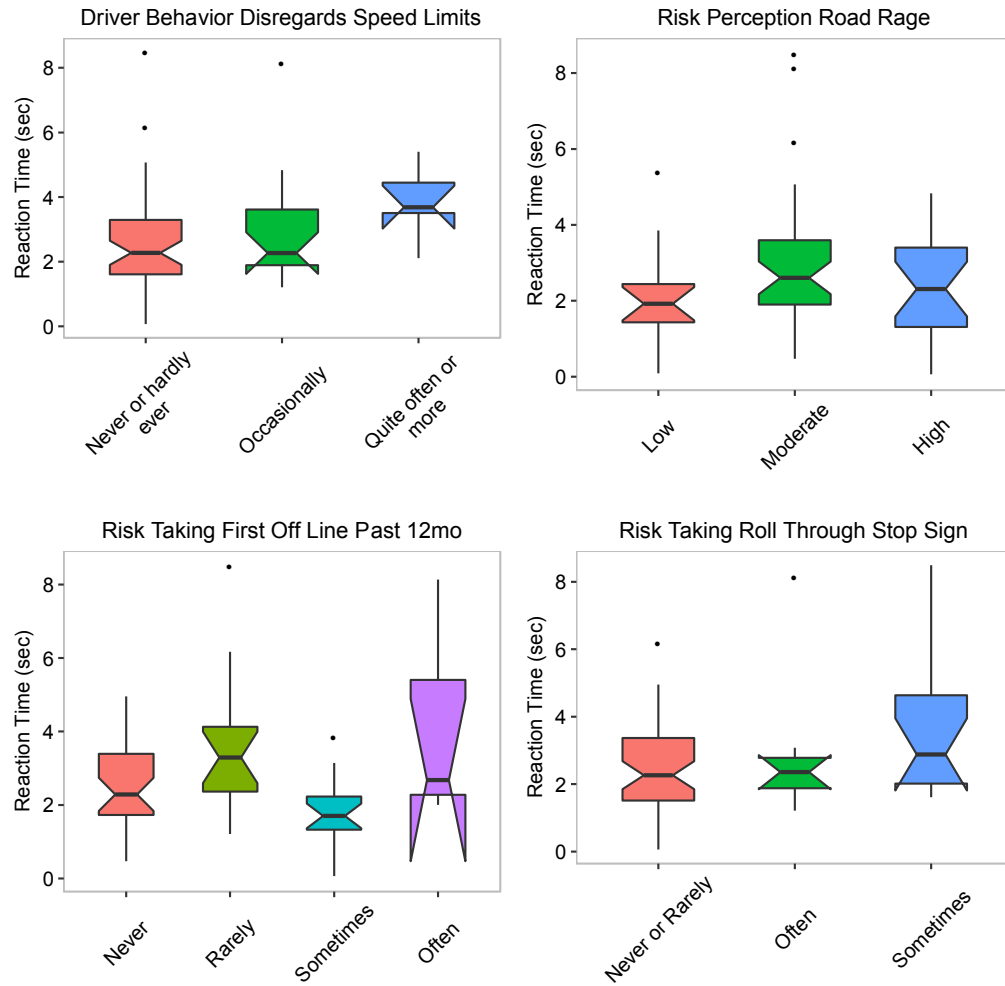 Driver Behavior Disregards Speed Limits
Reaction Time (sec)
8
6
4
2
0
Never or hardly
ever
Occasionally
Quite often or
more
Risk Perception Road Rage
Reaction Time (sec)
8
6
4
2
0
Low
Moderate
High
Risk Taking First Off Line Past 12mo
Reaction Time (sec)
8
6
4
2
0
Never
Rarely
Sometimes
Often
Risk Taking Roll Through Stop Sign
Reaction Time (sec)
8
6
4
2
0
Never or Rarely
Often
Sometimes